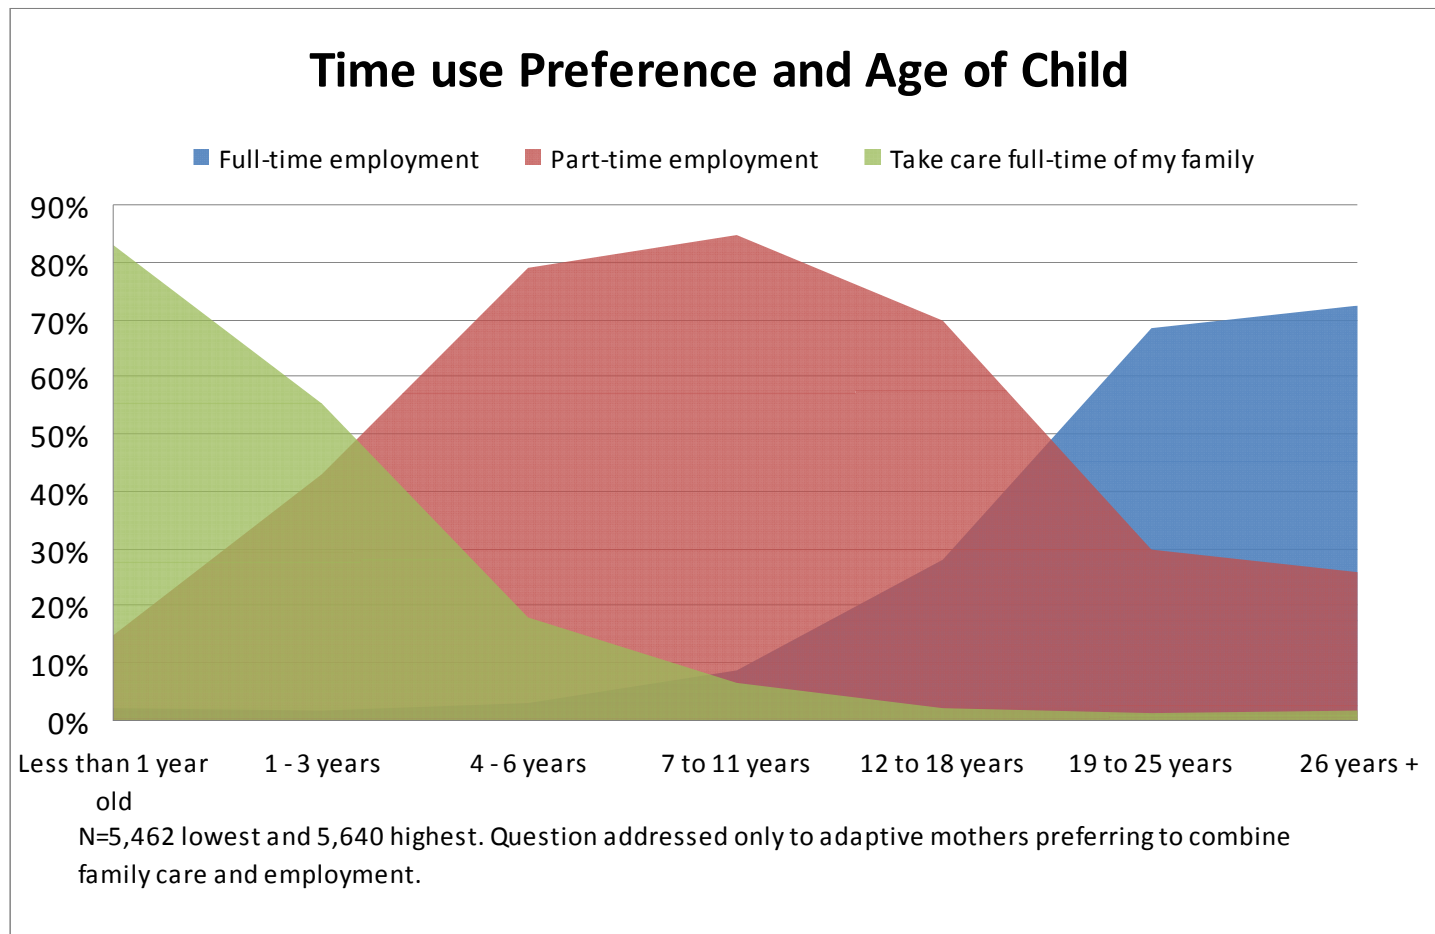 Time use Preference and Age of Child
Full-time employment Part-time employment Take care full-time of my family
90%
80%
70%
60%
50%
40%
30%
20%
10%
0%
Less than 1 year 1 - 3 years 4 - 6 years 7 to 11 years 12 to 18 years 19 to 25 years 26 years +
old
N=5,462 lowest and 5,640 highest. Question addressed only to adaptive mothers preferring to combine
family care and employment.